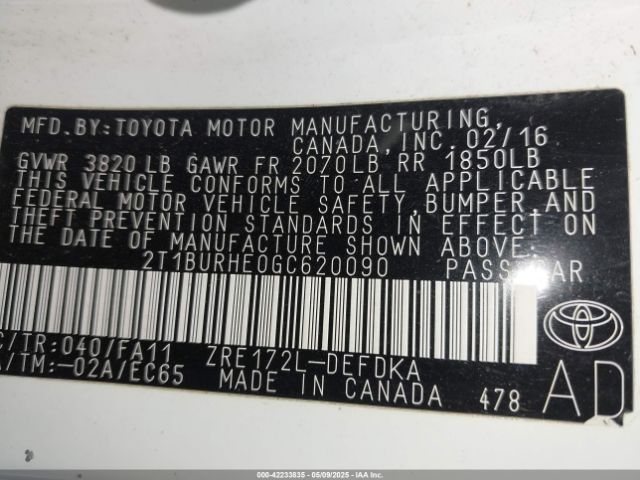 MFD.BY:TOYOTA MOTOR MANUFACTURING,
CANADA, INC. 02/16
GVWR 3820 LB GAWR FR 2070LB RR 1850LB
THIS VEHICLE CONFORMS TO ALL APPLICABLE
FEDERAL MOTOR VEHICLE SAFETY, BUMPER, AND
THEFT PREVENTION STANDARDS IN EFFECT ON
THE DATE OF MANUFACTURE SHOWN ABOVE.
2T1BURHE0GC620090 PASS.CAR
C/TR:040/FA11 ZRE172L-DEFDKA
A/TM:-02A/EC65 MADE IN CANADA 478
AD
000-42233635 - 05/09/2025 - IAA Inc.